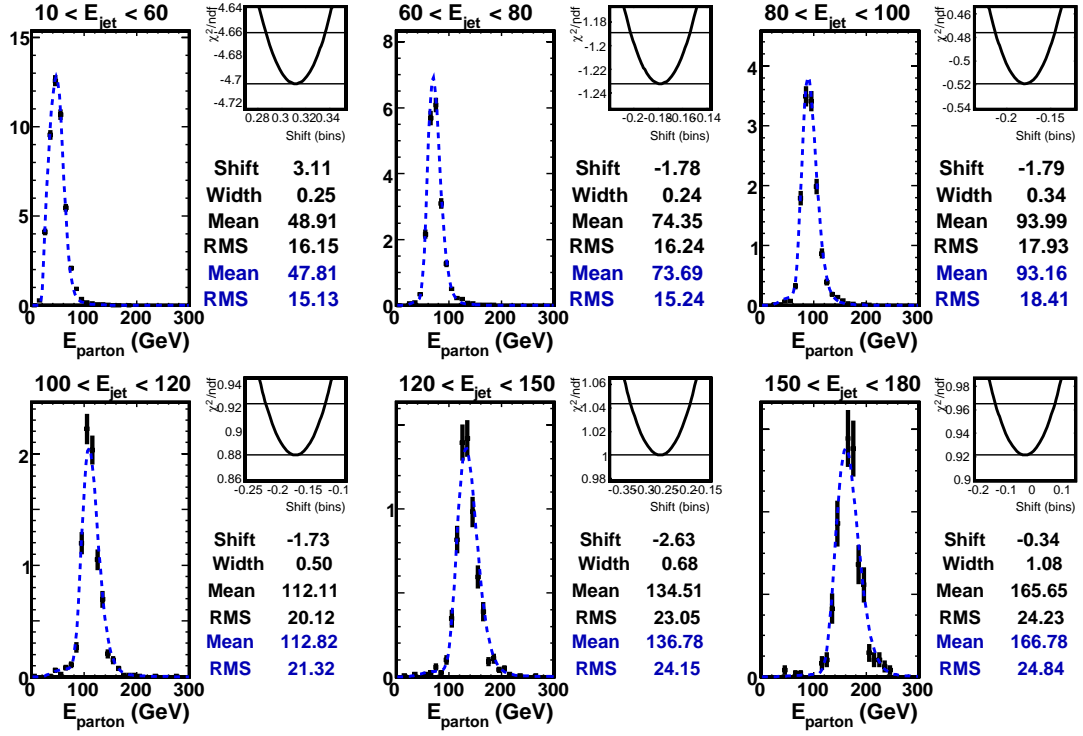 10 < E_jet < 60
15
10
5
0
0 100 200 300
E_parton (GeV)
χ²/ndf
-4.64
-4.66
-4.68
-4.7
-4.72
0.28 0.3 0.32 0.34
Shift (bins)
Shift 3.11
Width 0.25
Mean 48.91
RMS 16.15
Mean 47.81
RMS 15.13
60 < E_jet < 80
8
6
4
2
0
0 100 200 300
E_parton (GeV)
χ²/ndf
-1.18
-1.2
-1.22
-1.24
-0.2 -0.18 -0.16 -0.14
Shift (bins)
Shift -1.78
Width 0.24
Mean 74.35
RMS 16.24
Mean 73.69
RMS 15.24
80 < E_jet < 100
4
3
2
1
0
0 100 200 300
E_parton (GeV)
χ²/ndf
-0.46
-0.48
-0.5
-0.52
-0.54
-0.2 -0.15
Shift (bins)
Shift -1.79
Width 0.34
Mean 93.99
RMS 17.93
Mean 93.16
RMS 18.41
100 < E_jet < 120
2
1
0
0 100 200 300
E_parton (GeV)
χ²/ndf
0.94
0.92
0.9
0.88
0.86
-0.25 -0.2 -0.15 -0.1
Shift (bins)
Shift -1.73
Width 0.50
Mean 112.11
RMS 20.12
Mean 112.82
RMS 21.32
120 < E_jet < 150
1
0
0 100 200 300
E_parton (GeV)
χ²/ndf
1.06
1.04
1.02
1
0.98
-0.35 -0.3 -0.25 -0.2 -0.15
Shift (bins)
Shift -2.63
Width 0.68
Mean 134.51
RMS 23.05
Mean 136.78
RMS 24.15
150 < E_jet < 180
0 100 200 300
E_parton (GeV)
χ²/ndf
0.98
0.96
0.94
0.92
0.9
-0.2 -0.1 0 0.1
Shift (bins)
Shift -0.34
Width 1.08
Mean 165.65
RMS 24.23
Mean 166.78
RMS 24.84